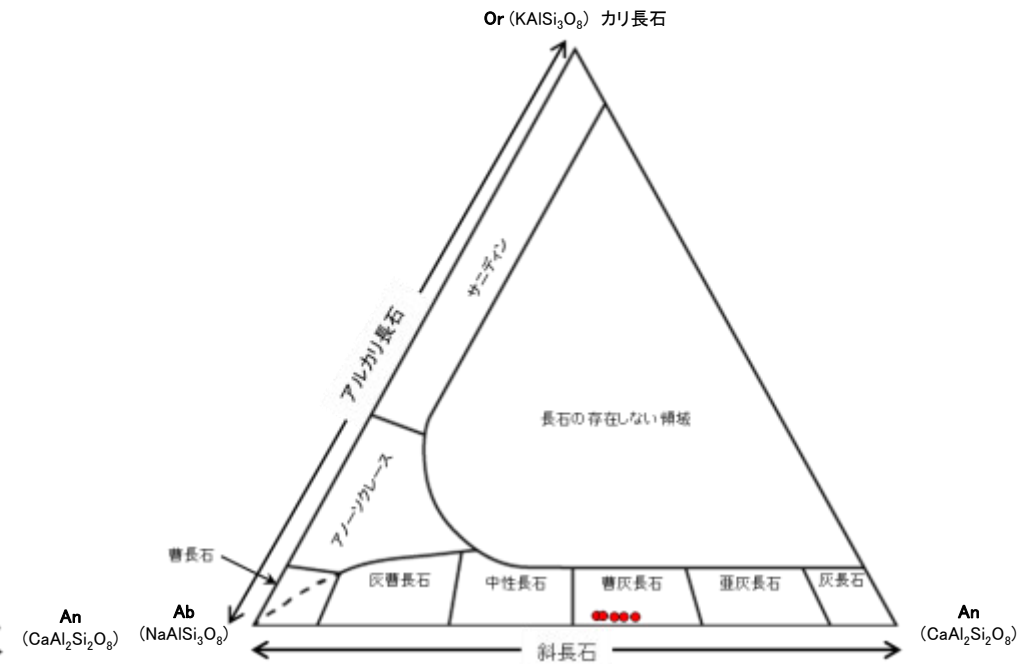 Or (KAlSi3O8) カリ長石
サニディン
アルカリ長石
長石の存在しない領域
アノーソクレース
曹長石
灰曹長石
中性長石
曹灰長石
亜灰長石
灰長石
An
(CaAl2Si2O8)
Ab
(NaAlSi3O8)
An
(CaAl2Si2O8)
斜長石